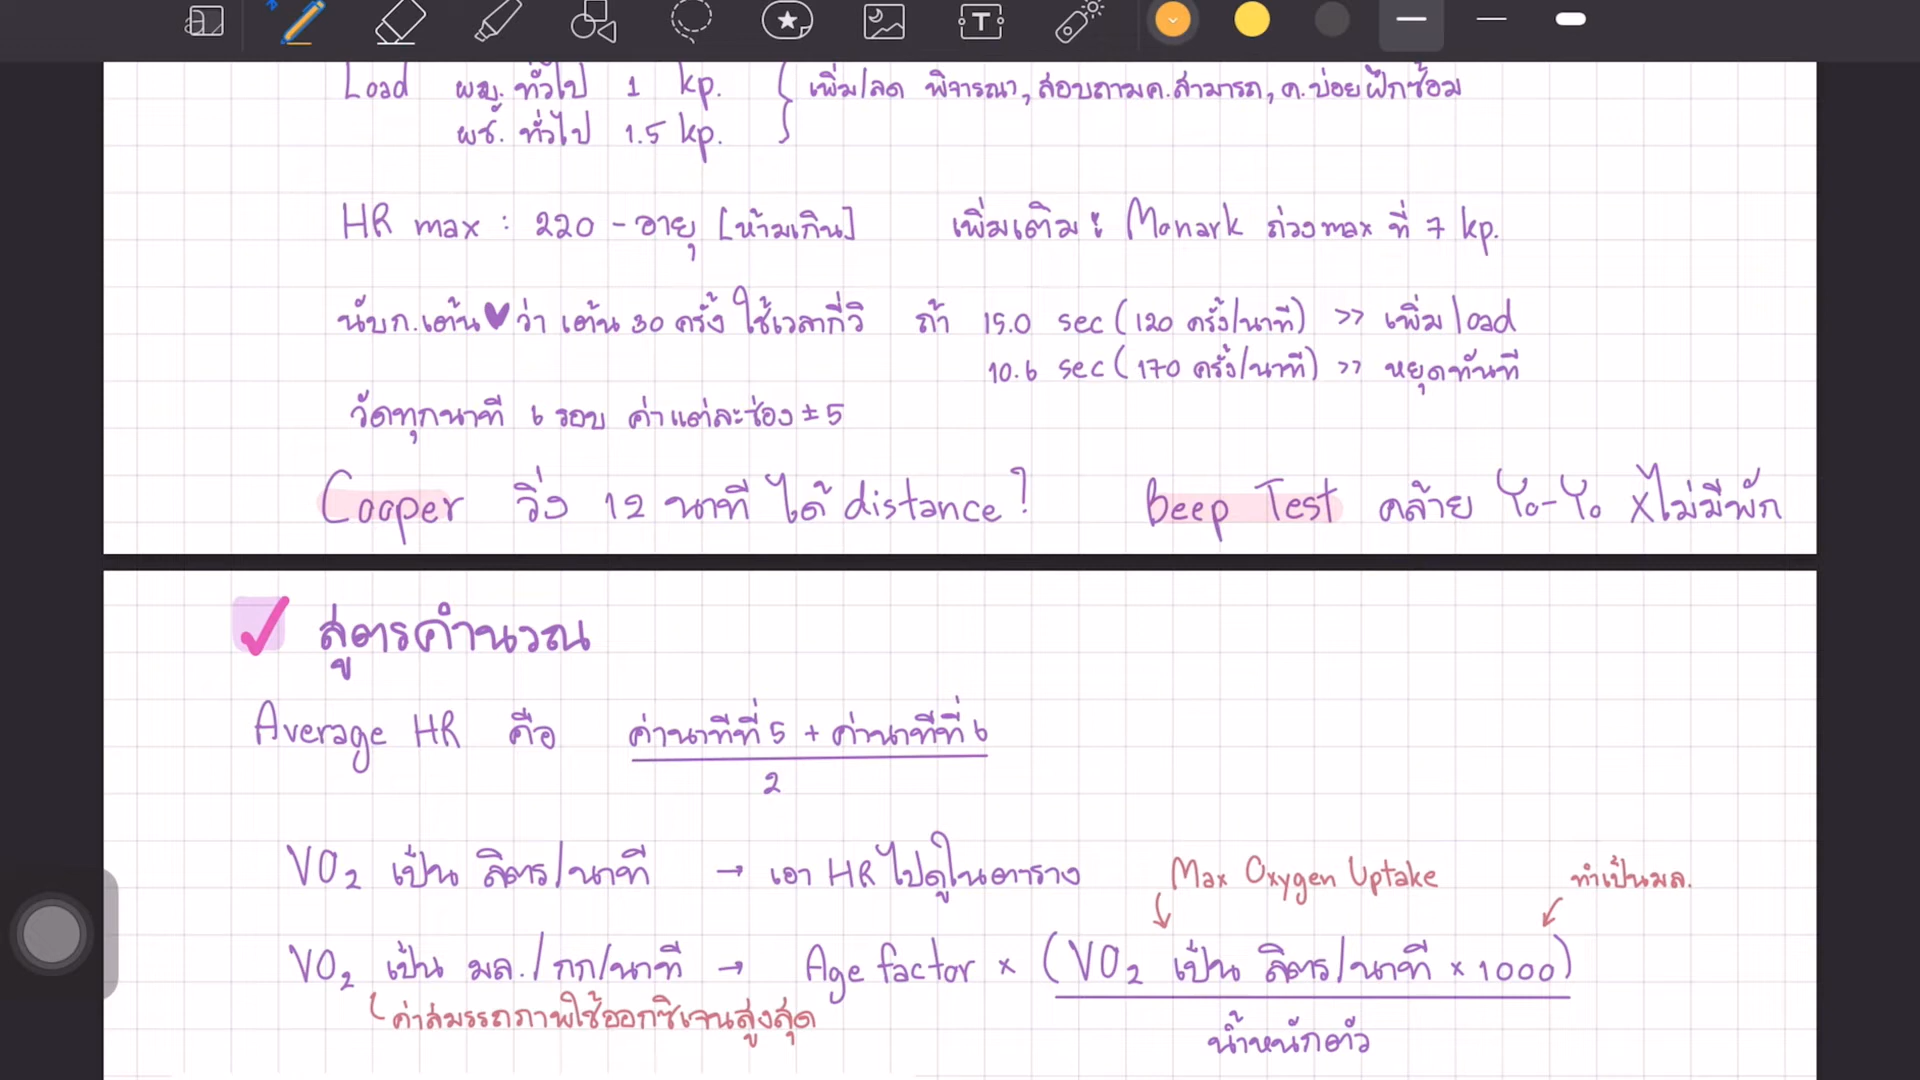 Load ผญ. ทั่วไป 1 kp. } เพิ่ม/ลด พิจารณา, สอบถามค.สามารถ, ค.บ่อยฝึกซ้อม
ผช. ทั่วไป 1.5 kp.
HR max : 220 - อายุ [ห้ามเกิน] เพิ่มเติม : Monark ถ่วงmax ที่ 7 kp.
นับก.เต้น♥ว่า เต้น 30 ครั้ง ใช้เวลากี่วิ ถ้า 15.0 sec (120 ครั้ง/นาที) >> เพิ่ม load
10.6 sec (170 ครั้ง/นาที) >> หยุดทันที
วัดทุกนาที 6 รอบ ค่าแต่ละช่อง ± 5
Cooper วิ่ง 12 นาที ได้ distance? Beep Test คล้าย Yo-Yo Xไม่มีพัก
✓ สูตรคำนวณ
Average HR คือ ค่านาทีที่ 5 + ค่านาทีที่ 6
2
VO2 เป็น ลิตร/นาที → เอา HR ไปดูในตาราง Max Oxygen Uptake ทำเป็นมล.
VO2 เป็น มล./กก/นาที → Age factor × (VO2 เป็น ลิตร/นาที × 1000)
ค่าสมรรถภาพใช้ออกซิเจนสูงสุด น้ำหนักตัว